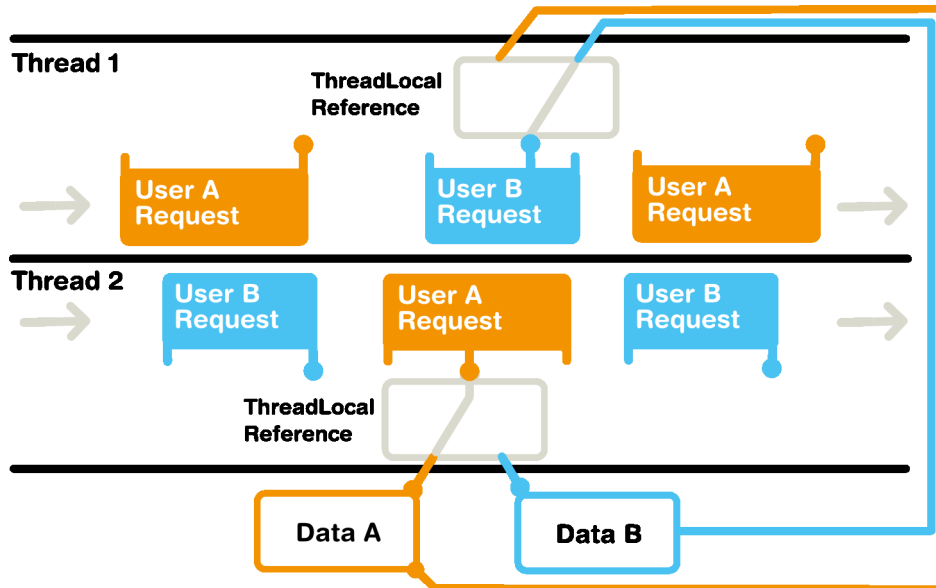 Thread 1
ThreadLocal
Reference
User A
Request
User B
Request
User A
Request
Thread 2
User B
Request
User A
Request
User B
Request
ThreadLocal
Reference
Data A
Data B